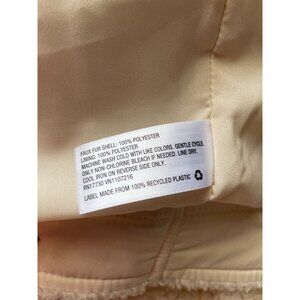 FAUX FUR SHELL: 100% POLYESTER
LINING: 100% POLYESTER
MACHINE WASH COLD WITH LIKE COLORS. GENTLE CYCLE
ONLY NON-CHLORINE BLEACH IF NEEDED. LINE DRY.
COOL IRON ON REVERSE SIDE ONLY.
RN17730 VN1107216
LABEL MADE FROM 100% RECYCLED PLASTIC